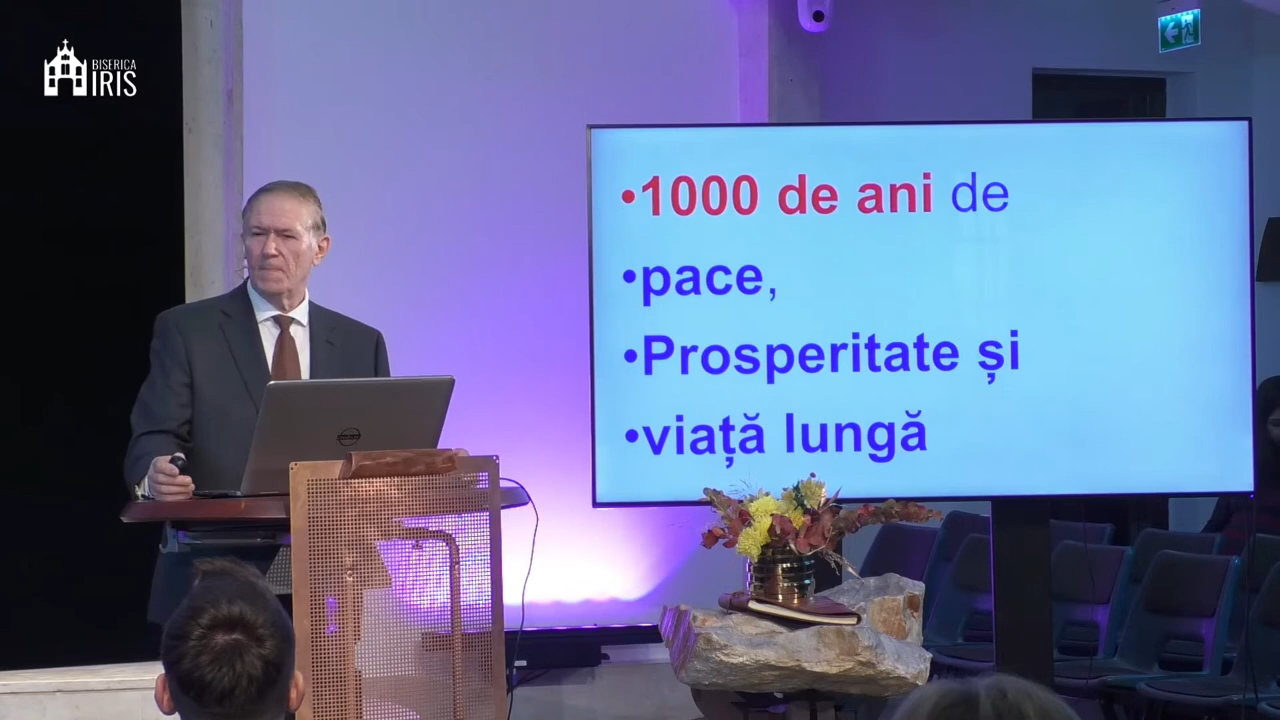 BISERICA
IRIS
•1000 de ani de
•pace,
•Prosperitate și
•viață lungă